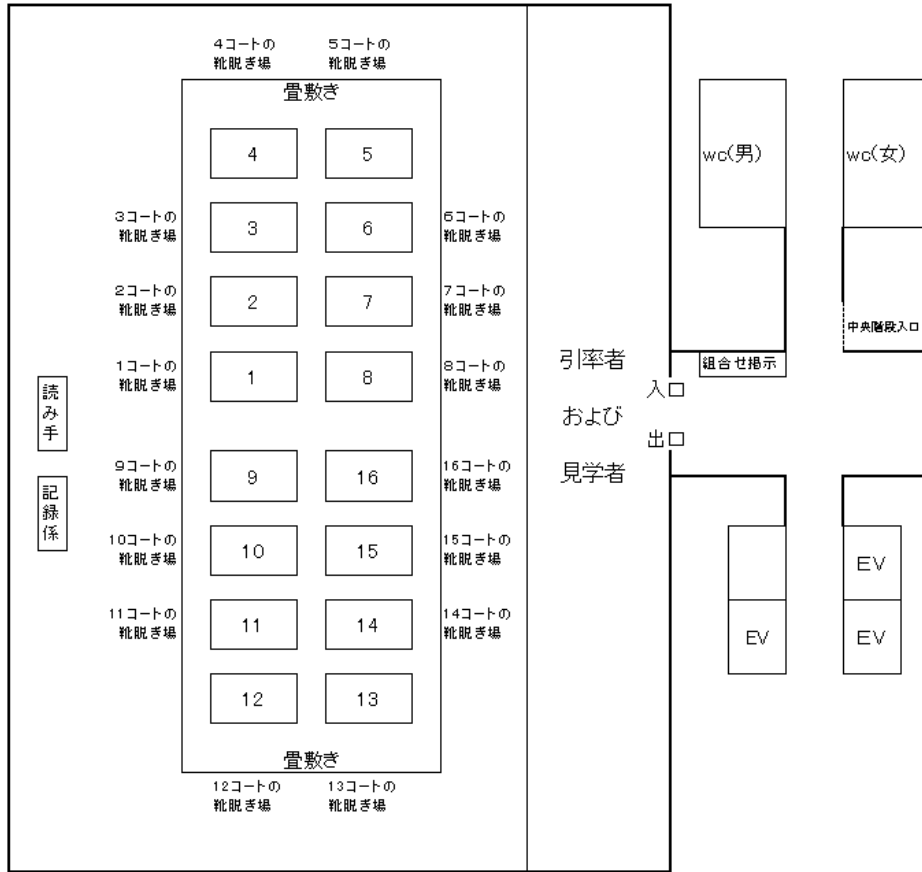 4コートの
靴脱ぎ場
5コートの
靴脱ぎ場
畳敷き
4
5
3コートの
靴脱ぎ場
3
6
6コートの
靴脱ぎ場
2コートの
靴脱ぎ場
2
7
7コートの
靴脱ぎ場
1コートの
靴脱ぎ場
1
8
8コートの
靴脱ぎ場
9コートの
靴脱ぎ場
9
16
16コートの
靴脱ぎ場
10コートの
靴脱ぎ場
10
15
15コートの
靴脱ぎ場
11コートの
靴脱ぎ場
11
14
14コートの
靴脱ぎ場
12
13
畳敷き
12コートの
靴脱ぎ場
13コートの
靴脱ぎ場
読み手
記録係
引率者
および
見学者
入口
出口
wc(男)
wc(女)
中央階段入口
組合せ掲示
EV
EV
EV